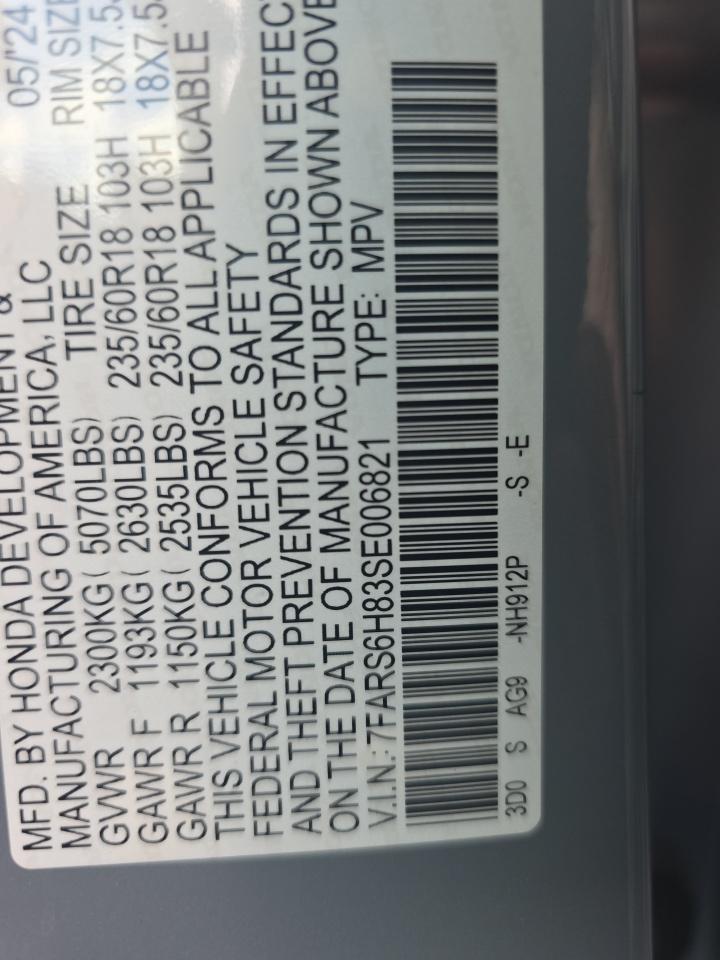 MFD. BY HONDA DEVELOPMENT & 05/'24
MANUFACTURING OF AMERICA, LLC TIRE SIZE RIM SIZE
GVWR 2300KG( 5070LBS)
GAWR F 1193KG( 2630LBS) 235/60R18 103H 18X7.5J
GAWR R 1150KG( 2535LBS) 235/60R18 103H 18X7.5J
THIS VEHICLE CONFORMS TO ALL APPLICABLE
FEDERAL MOTOR VEHICLE SAFETY
AND THEFT PREVENTION STANDARDS IN EFFECT
ON THE DATE OF MANUFACTURE SHOWN ABOVE
V.I.N.: 7FARS6H83SE006821 TYPE: MPV
3D0 S AG9 -NH912P -S -E